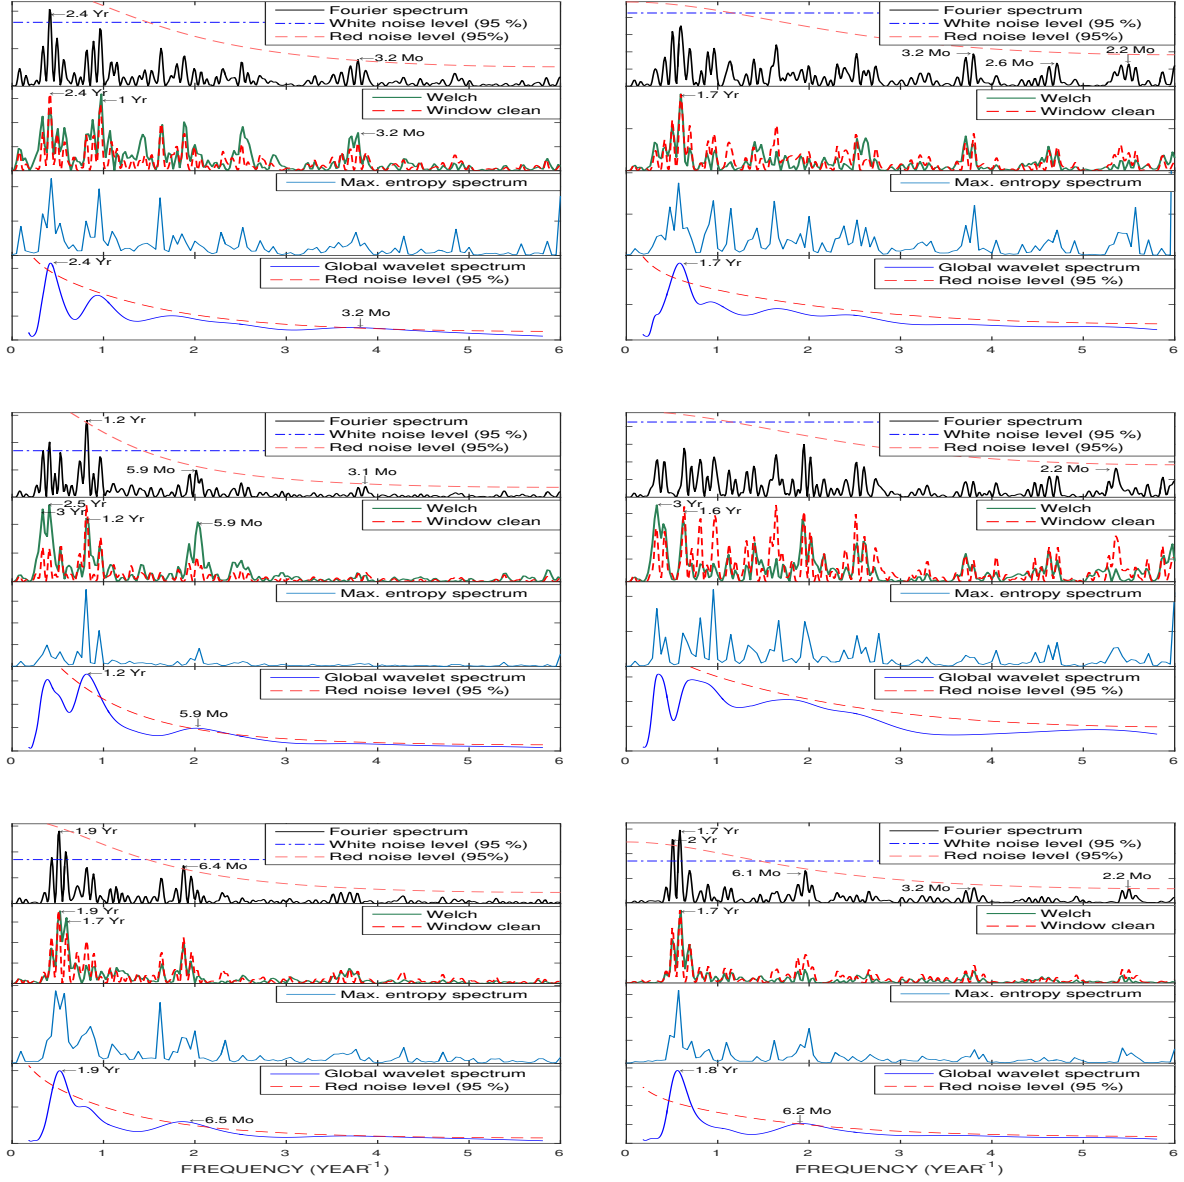 2.4 Yr
Fourier spectrum
White noise level (95 %)
Red noise level (95%)
3.2 Mo
2.4 Yr
1 Yr
Welch
Window clean
3.2 Mo
Max. entropy spectrum
2.4 Yr
Global wavelet spectrum
Red noise level (95 %)
3.2 Mo
0 1 2 3 4 5 6
Fourier spectrum
White noise level (95 %)
Red noise level (95%)
3.2 Mo
2.6 Mo
2.2 Mo
1.7 Yr
Welch
Window clean
Max. entropy spectrum
1.7 Yr
Global wavelet spectrum
Red noise level (95 %)
0 1 2 3 4 5 6
1.2 Yr
Fourier spectrum
White noise level (95 %)
Red noise level (95%)
5.9 Mo
3.1 Mo
2.5 Yr
3 Yr
1.2 Yr
5.9 Mo
Welch
Window clean
Max. entropy spectrum
1.2 Yr
Global wavelet spectrum
Red noise level (95 %)
5.9 Mo
0 1 2 3 4 5 6
Fourier spectrum
White noise level (95 %)
Red noise level (95%)
2.2 Mo
3 Yr
1.6 Yr
Welch
Window clean
Max. entropy spectrum
Global wavelet spectrum
Red noise level (95 %)
0 1 2 3 4 5 6
1.9 Yr
Fourier spectrum
White noise level (95 %)
Red noise level (95%)
6.4 Mo
1.9 Yr
1.7 Yr
Welch
Window clean
Max. entropy spectrum
1.9 Yr
Global wavelet spectrum
Red noise level (95 %)
6.5 Mo
0 1 2 3 4 5 6
FREQUENCY (YEAR⁻¹)
1.7 Yr
2 Yr
Fourier spectrum
White noise level (95 %)
Red noise level (95%)
6.1 Mo
3.2 Mo
2.2 Mo
1.7 Yr
Welch
Window clean
Max. entropy spectrum
1.8 Yr
Global wavelet spectrum
Red noise level (95 %)
6.2 Mo
0 1 2 3 4 5 6
FREQUENCY (YEAR⁻¹)